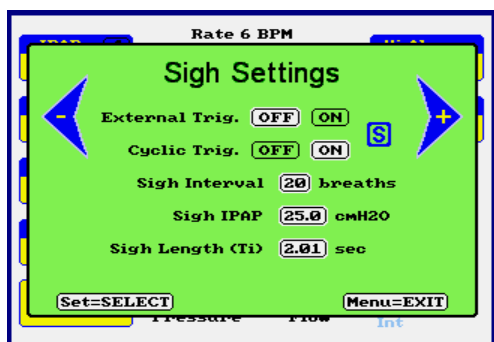 Rate 6 BPM
Sigh Settings
-
+
External Trig. OFF ON
S
Cyclic Trig. OFF ON
Sigh Interval 20 breaths
Sigh IPAP 25.0 cmH2O
Sigh Length (Ti) 2.01 sec
Set=SELECT Menu=EXIT
Pressure Flow
Int